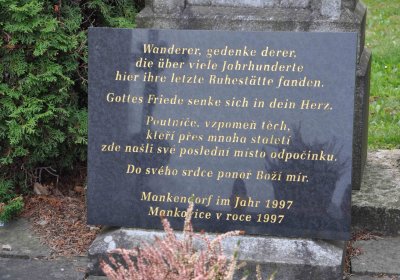 Wanderer, gedenke derer,
die über viele Jahrhunderte
hier ihre letzte Ruhestätte fanden.
Gottes Friede senke sich in dein Herz.
Poutníče, vzpomeň těch,
kteří přes mnoha staletí
zde našli své poslední místo odpočinku.
Do svého srdce ponoř Boží mír.
Mankendorf im Jahr 1997
Mankovice v roce 1997